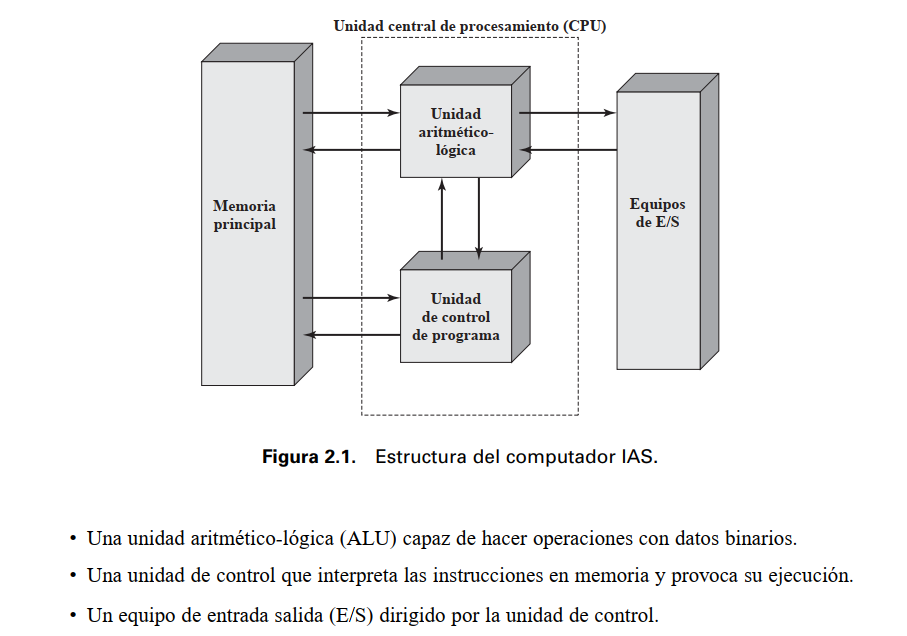 Unidad central de procesamiento (CPU)
Unidad
aritmético-
lógica
Memoria
principal
Equipos
de E/S
Unidad
de control
de programa
Figura 2.1. Estructura del computador IAS.
• Una unidad aritmético-lógica (ALU) capaz de hacer operaciones con datos binarios.
• Una unidad de control que interpreta las instrucciones en memoria y provoca su ejecución.
• Un equipo de entrada salida (E/S) dirigido por la unidad de control.